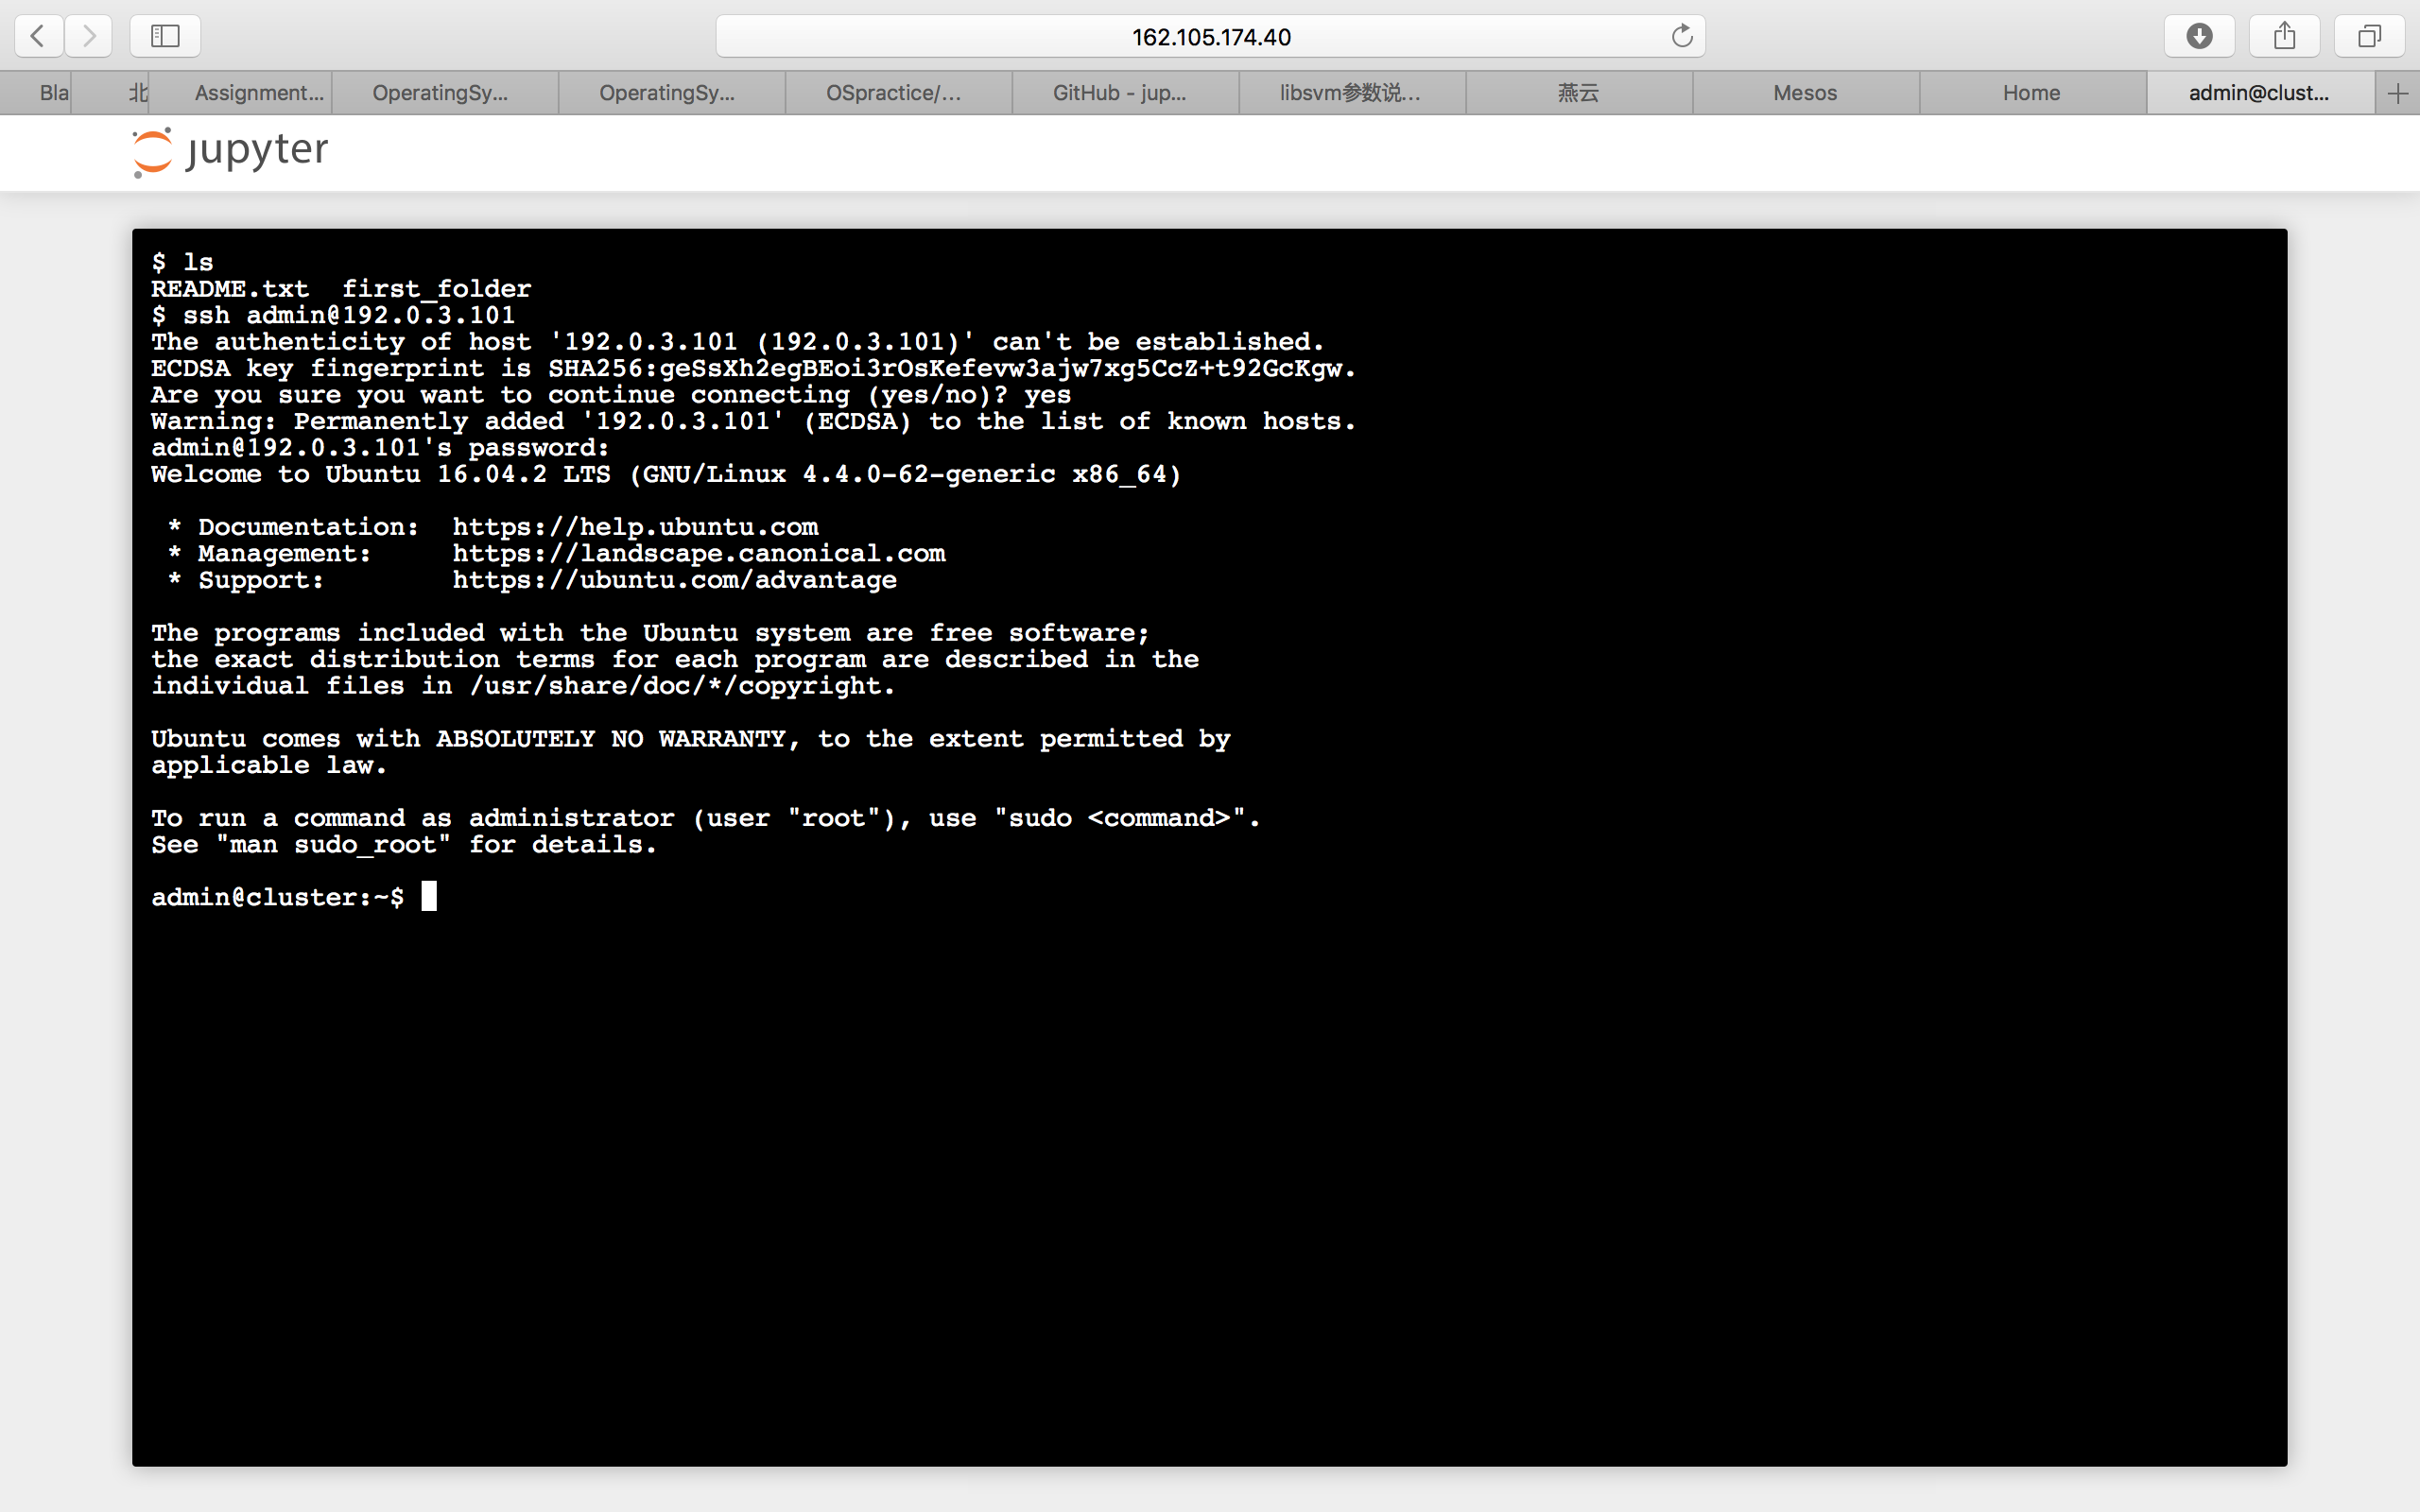 162.105.174.40
Bla
北
Assignment...
OperatingSy...
OperatingSy...
OSpractice/...
GitHub - jup...
libsvm参数说...
燕云
Mesos
Home
admin@clust...
jupyter
$ ls
README.txt  first_folder
$ ssh admin@192.0.3.101
The authenticity of host '192.0.3.101 (192.0.3.101)' can't be established.
ECDSA key fingerprint is SHA256:geSsXh2egBEoi3rOsKefevw3ajw7xg5CcZ+t92GcKgw.
Are you sure you want to continue connecting (yes/no)? yes
Warning: Permanently added '192.0.3.101' (ECDSA) to the list of known hosts.
admin@192.0.3.101's password:
Welcome to Ubuntu 16.04.2 LTS (GNU/Linux 4.4.0-62-generic x86_64)
 * Documentation:  https://help.ubuntu.com
 * Management:     https://landscape.canonical.com
 * Support:        https://ubuntu.com/advantage
The programs included with the Ubuntu system are free software;
the exact distribution terms for each program are described in the
individual files in /usr/share/doc/*/copyright.
Ubuntu comes with ABSOLUTELY NO WARRANTY, to the extent permitted by
applicable law.
To run a command as administrator (user "root"), use "sudo <command>".
See "man sudo_root" for details.
admin@cluster:~$